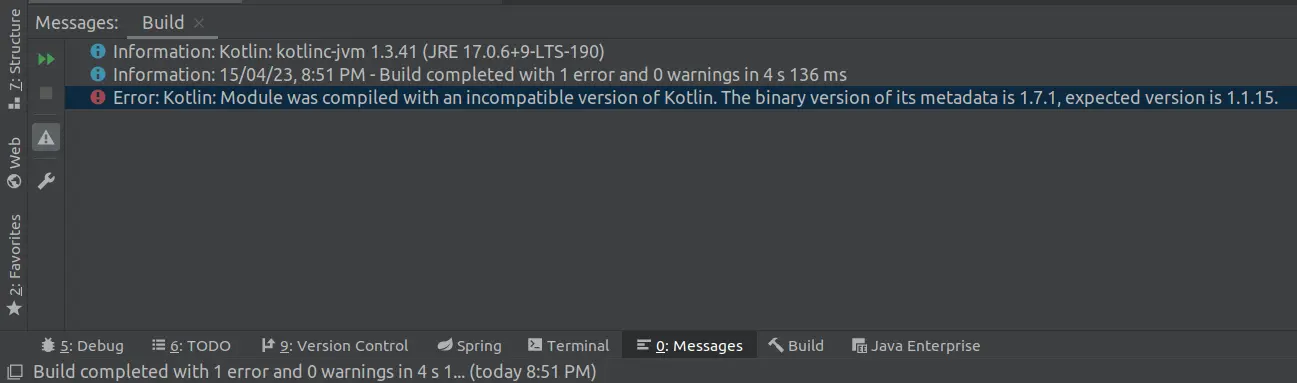 Messages: Build
Information: Kotlin: kotlinc-jvm 1.3.41 (JRE 17.0.6+9-LTS-190)
Information: 15/04/23, 8:51 PM - Build completed with 1 error and 0 warnings in 4 s 136 ms
Error: Kotlin: Module was compiled with an incompatible version of Kotlin. The binary version of its metadata is 1.7.1, expected version is 1.1.15.
7: Structure
Web
2: Favorites
5: Debug 6: TODO 9: Version Control Spring Terminal 0: Messages Build Java Enterprise
Build completed with 1 error and 0 warnings in 4 s 1... (today 8:51 PM)